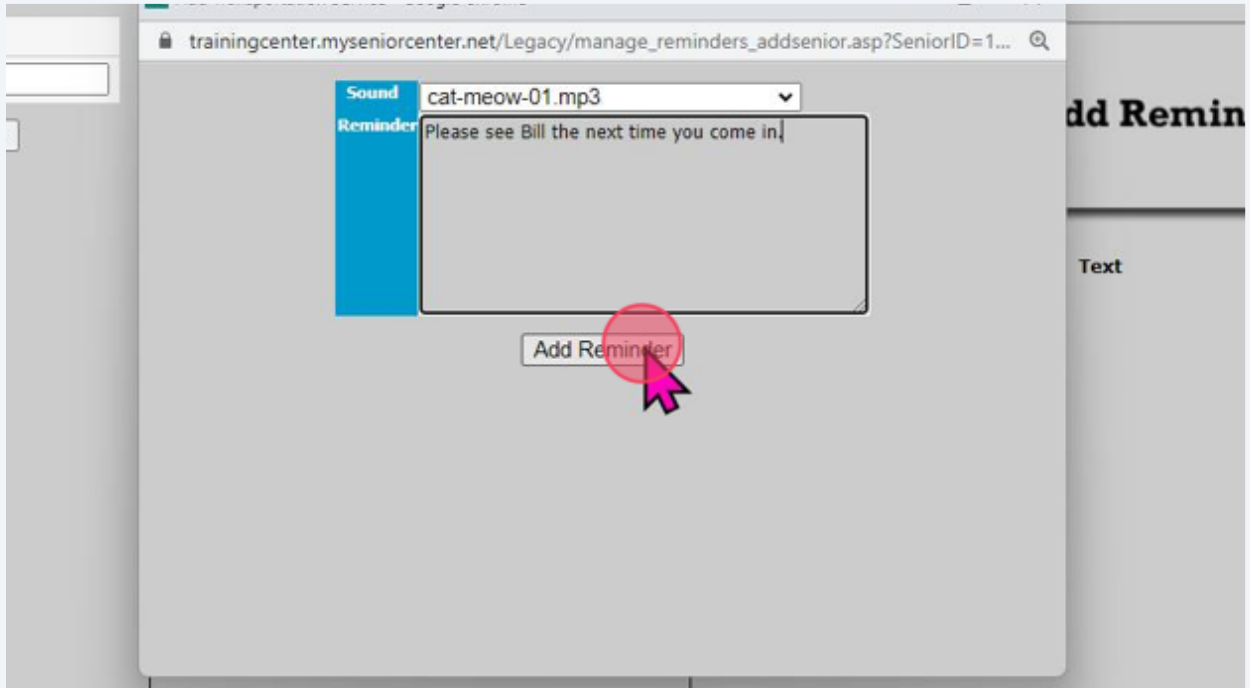 trainingcenter.myseniorcenter.net/Legacy/manage_reminders_addsenior.asp?SeniorID=1...
Sound
cat-meow-01.mp3
Reminder
Please see Bill the next time you come in.
Add Reminder
dd Remin
Text